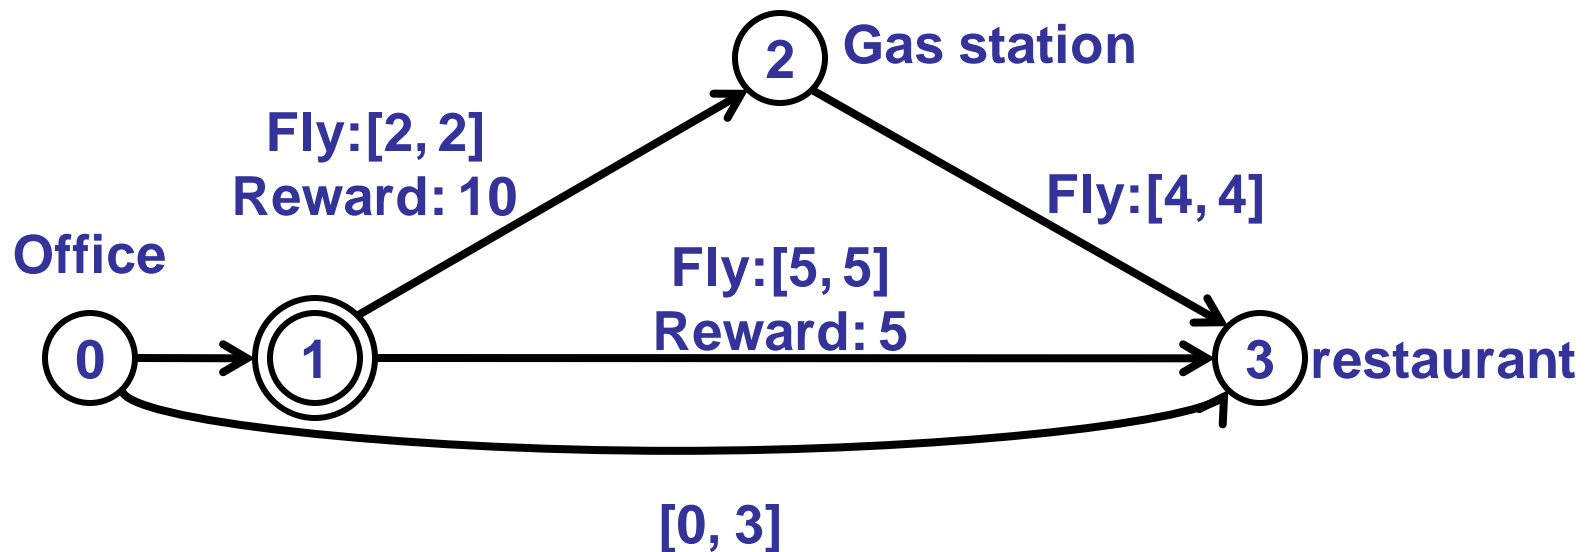 2
Gas station
Fly:[2, 2]
Reward: 10
Fly:[4, 4]
Office
Fly:[5, 5]
Reward: 5
0
1
3
restaurant
[0, 3]